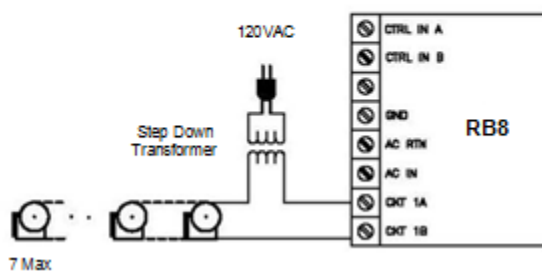 120VAC
Step Down
Transformer
7 Max
CTRL IN A
CTRL IN B
GND
AC RTN
AC IN
CKT 1A
CKT 1B
RB8